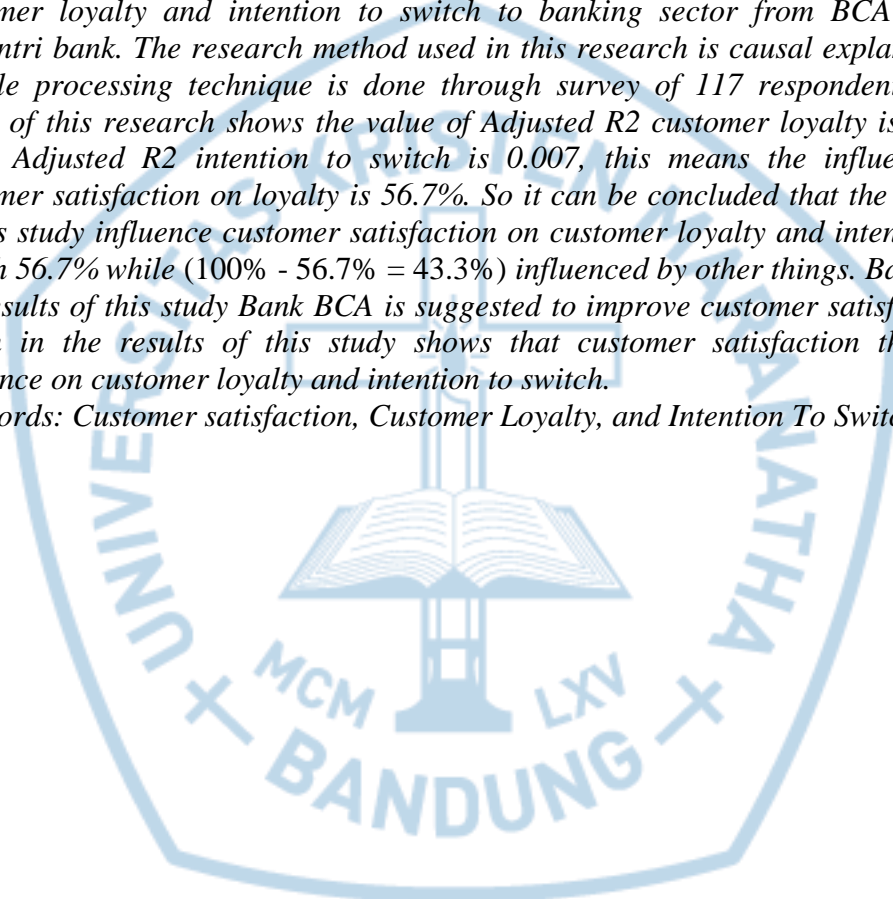 mer loyalty and intention to switch to banking sector from BCA
ntri bank. The research method used in this research is causal expla
le processing technique is done through survey of 117 responden
of this research shows the value of Adjusted R2 customer loyalty is
Adjusted R2 intention to switch is 0.007, this means the influe
mer satisfaction on loyalty is 56.7%. So it can be concluded that the
s study influence customer satisfaction on customer loyalty and inten
h 56.7% while (100% - 56.7% = 43.3%) influenced by other things. Ba
sults of this study Bank BCA is suggested to improve customer satisf
n in the results of this study shows that customer satisfaction th
nce on customer loyalty and intention to switch.
ords: Customer satisfaction, Customer Loyalty, and Intention To Switc
UNIVERSITAS KRISTEN MARANATHA
MCM LXV
BANDUNG